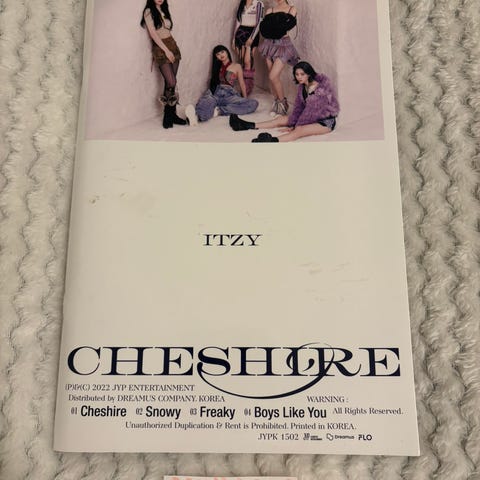 ITZY
CHESHIRE
(P)&(C) 2022 JYP ENTERTAINMENT
Distributed by DREAMUS COMPANY. KOREA WARNING :
01 Cheshire 02 Snowy 03 Freaky 04 Boys Like You All Rights Reserved.
Unauthorized Duplication & Rent is Prohibited. Printed in KOREA.
JYPK 1502 Dreamus FLO